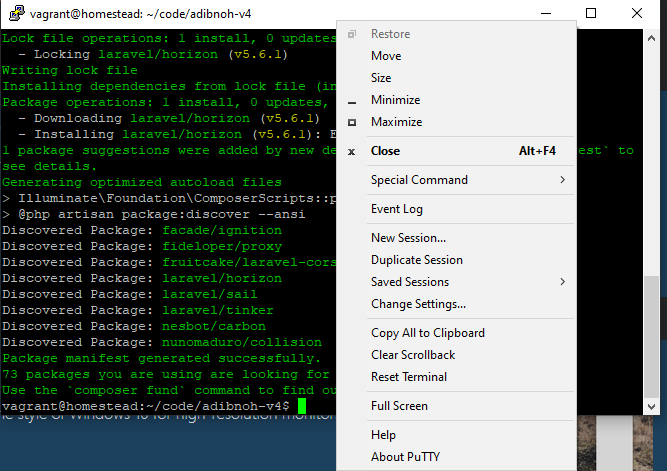 vagrant@homestead: ~/code/adibnoh-v4
Lock file operations: 1 install, 0 updates
- Locking laravel/horizon (v5.6.1)
Writing lock file
Installing dependencies from lock file (in
Package operations: 1 install, 0 updates,
- Downloading laravel/horizon (v5.6.1)
- Installing laravel/horizon (v5.6.1): E
1 package suggestions were added by new de est` to
see details.
Generating optimized autoload files
> Illuminate\Foundation\ComposerScripts::p
> @php artisan package:discover --ansi
Discovered Package: facade/ignition
Discovered Package: fideloper/proxy
Discovered Package: fruitcake/laravel-cors
Discovered Package: laravel/horizon
Discovered Package: laravel/sail
Discovered Package: laravel/tinker
Discovered Package: nesbot/carbon
Discovered Package: nunomaduro/collision
Package manifest generated successfully.
73 packages you are using are looking for
Use the `composer fund` command to find ou
vagrant@homestead:~/code/adibnoh-v4$
Restore
Move
Size
Minimize
Maximize
Close Alt+F4
Special Command
Event Log
New Session...
Duplicate Session
Saved Sessions
Change Settings...
Copy All to Clipboard
Clear Scrollback
Reset Terminal
Full Screen
Help
About PuTTY